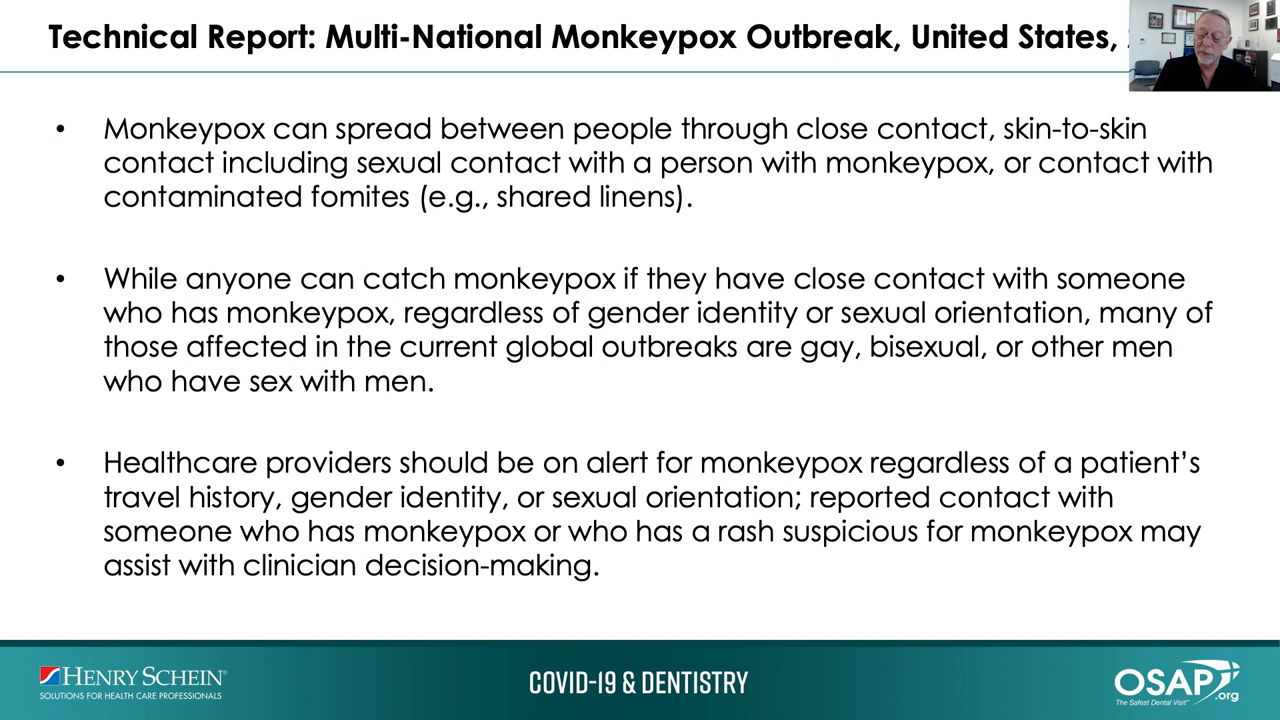 Technical Report: Multi-National Monkeypox Outbreak, United States,
• Monkeypox can spread between people through close contact, skin-to-skin
contact including sexual contact with a person with monkeypox, or contact with
contaminated fomites (e.g., shared linens).
• While anyone can catch monkeypox if they have close contact with someone
who has monkeypox, regardless of gender identity or sexual orientation, many of
those affected in the current global outbreaks are gay, bisexual, or other men
who have sex with men.
• Healthcare providers should be on alert for monkeypox regardless of a patient’s
travel history, gender identity, or sexual orientation; reported contact with
someone who has monkeypox or who has a rash suspicious for monkeypox may
assist with clinician decision-making.
HENRY SCHEIN®
SOLUTIONS FOR HEALTH CARE PROFESSIONALS
COVID-19 & DENTISTRY
OSAP.org
The Safest Dental Visit™